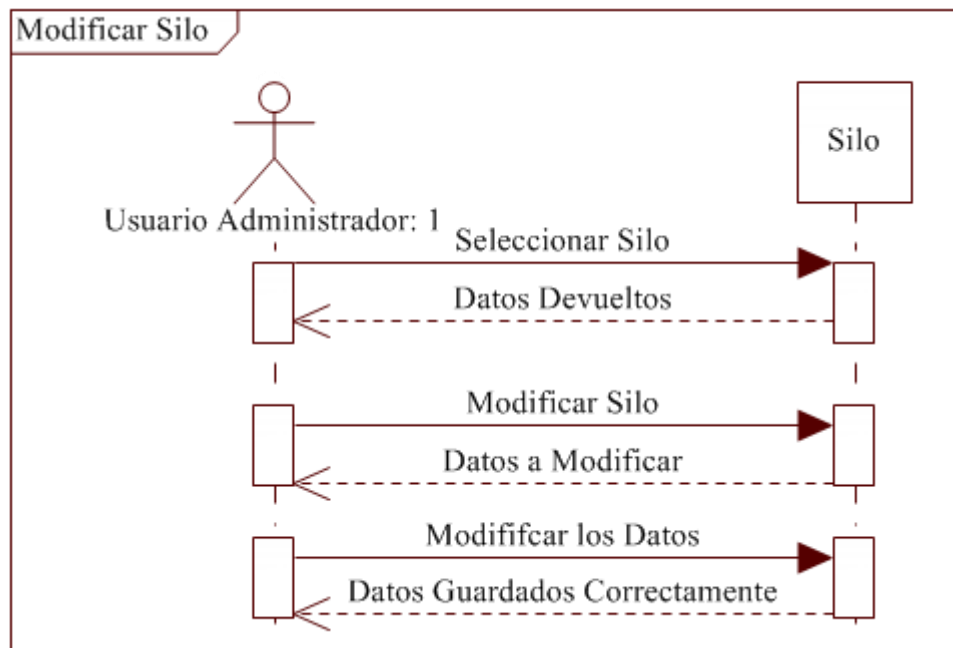 Modificar Silo
Silo
Usuario Administrador: 1
Seleccionar Silo
Datos Devueltos
Modificar Silo
Datos a Modificar
Modififcar los Datos
Datos Guardados Correctamente